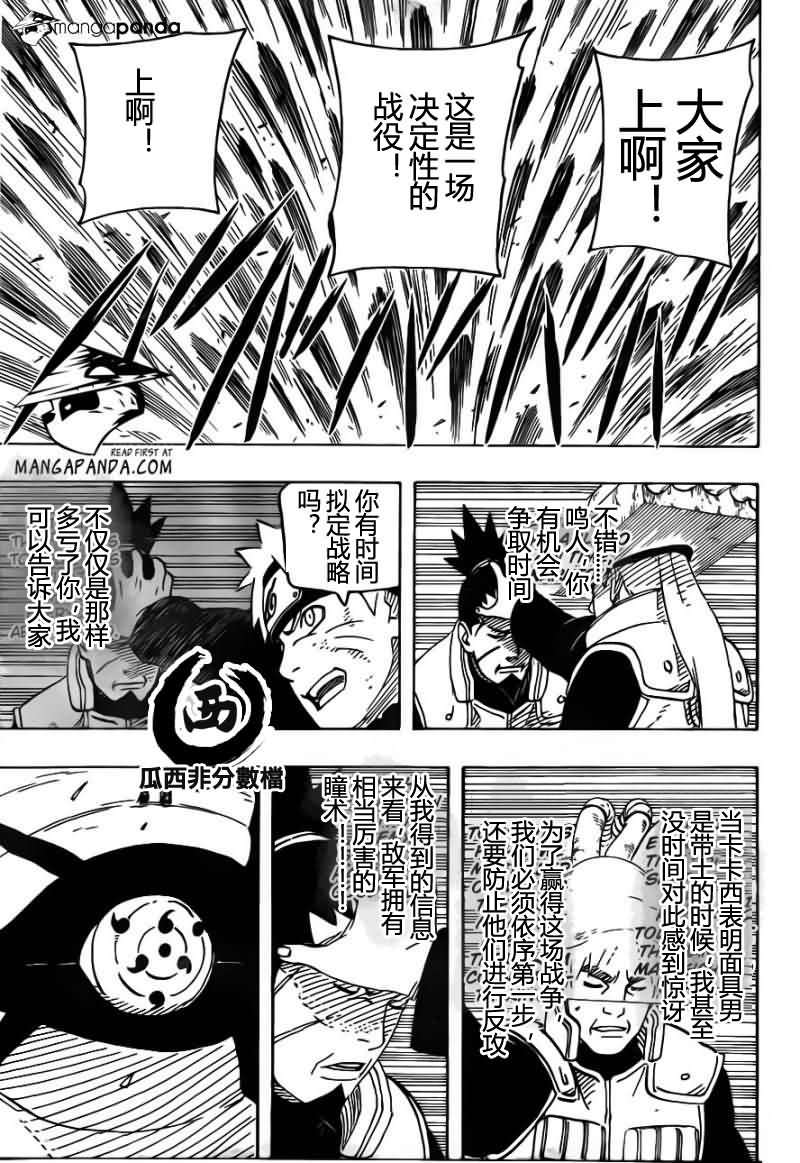 mangapanda
大家
上啊！
这是一场
决定性的
战役！
上啊！
READ FIRST AT
MANGAPANDA.COM
不错……
鸣人，你
有机会
争取时间
你有时间
拟定战略
吗？
不仅仅是那样
多亏了你，我
可以告诉大家
西
瓜西非分數檔
当卡卡西表明面具男
是带土的时候，我甚至
没时间对此感到惊讶
为了赢得这场战争，
我们必须依序第一步，
还要防止他们进行反攻
从我得到的信息
来看，敌军拥有
相当厉害的
瞳术！！！！